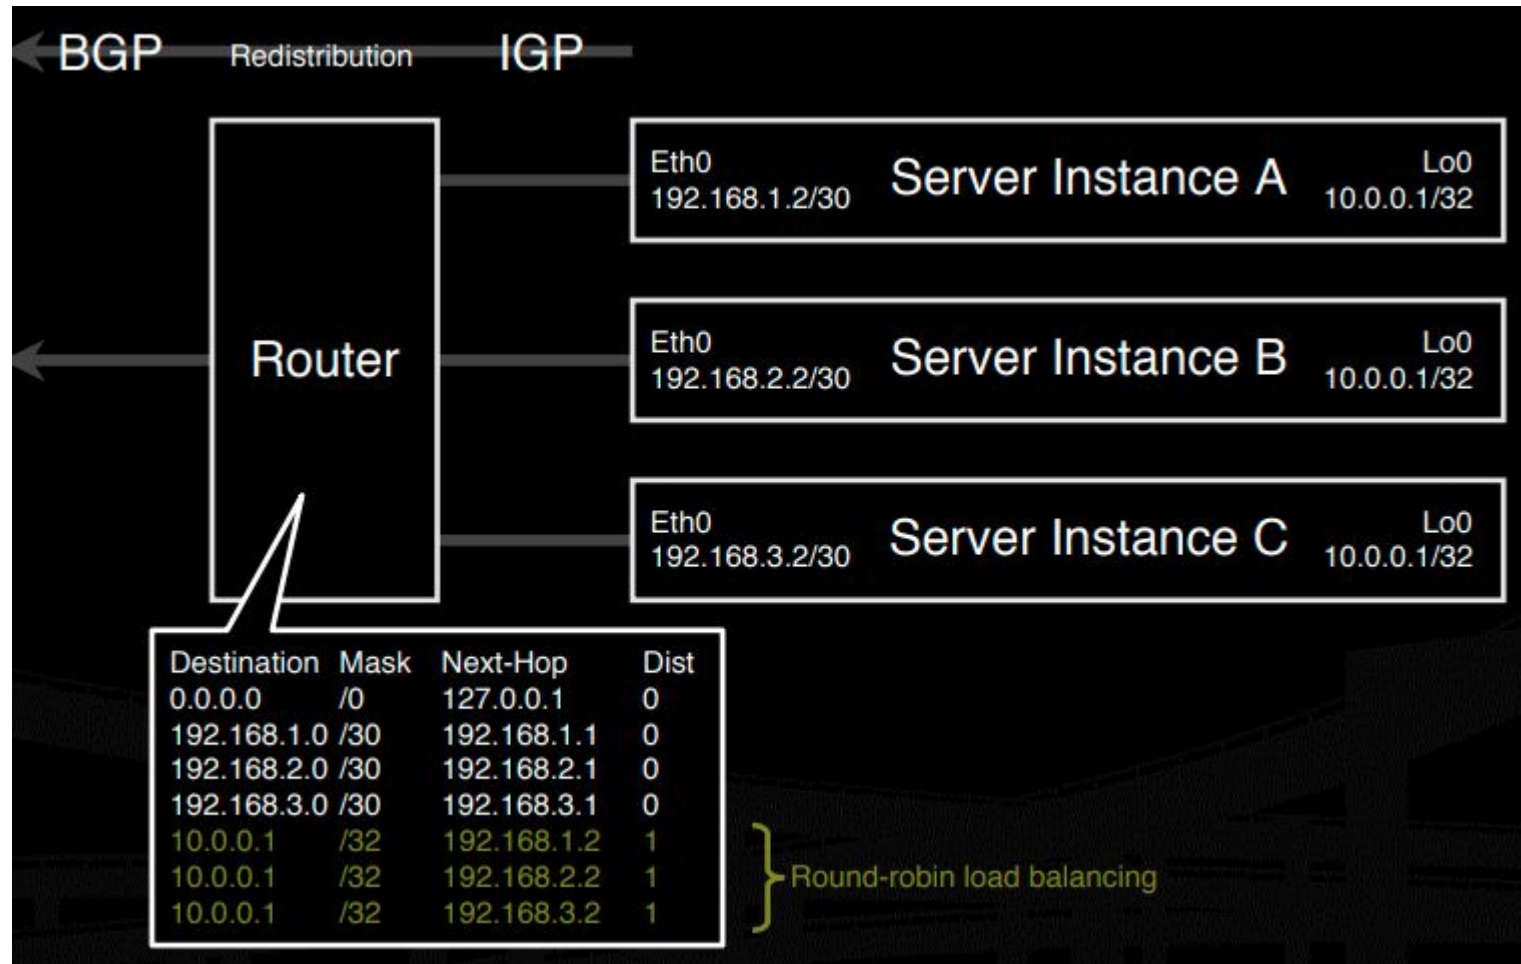 BGP Redistribution IGP
Eth0
192.168.1.2/30
Server Instance A
Lo0
10.0.0.1/32
Router
Eth0
192.168.2.2/30
Server Instance B
Lo0
10.0.0.1/32
Eth0
192.168.3.2/30
Server Instance C
Lo0
10.0.0.1/32
Destination Mask Next-Hop Dist
0.0.0.0 /0 127.0.0.1 0
192.168.1.0 /30 192.168.1.1 0
192.168.2.0 /30 192.168.2.1 0
192.168.3.0 /30 192.168.3.1 0
10.0.0.1 /32 192.168.1.2 1
10.0.0.1 /32 192.168.2.2 1
10.0.0.1 /32 192.168.3.2 1
Round-robin load balancing